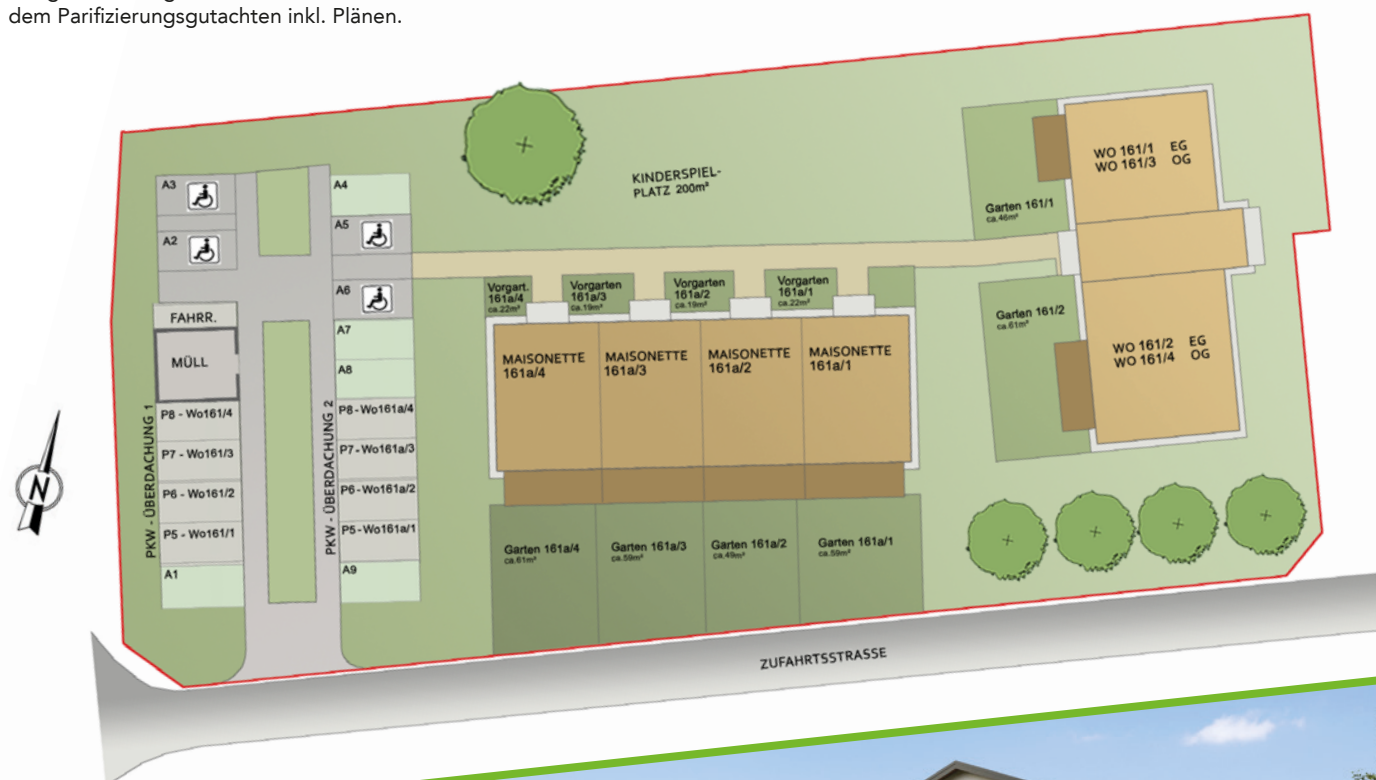 dem Parifizierungsgutachten inkl. Plänen.
A3
A2
FAHRR.
MÜLL
P8 - Wo161/4
P7 - Wo161/3
P6 - Wo161/2
P5 - Wo161/1
A1
PKW - ÜBERDACHUNG 1
PKW - ÜBERDACHUNG 2
A4
A5
A6
A7
A8
P8 - Wo161a/4
P7 - Wo161a/3
P6 - Wo161a/2
P5 - Wo161a/1
A9
N
KINDERSPIEL-
PLATZ 200m²
Vorgart.
161a/4
ca.22m²
Vorgarten
161a/3
ca.19m²
Vorgarten
161a/2
ca.19m²
Vorgarten
161a/1
ca.22m²
MAISONETTE
161a/4
MAISONETTE
161a/3
MAISONETTE
161a/2
MAISONETTE
161a/1
Garten 161a/4
ca.61m²
Garten 161a/3
ca.59m²
Garten 161a/2
ca.49m²
Garten 161a/1
ca.59m²
Garten 161/1
ca.46m²
Garten 161/2
ca.61m²
WO 161/1 EG
WO 161/3 OG
WO 161/2 EG
WO 161/4 OG
ZUFAHRTSSTRASSE